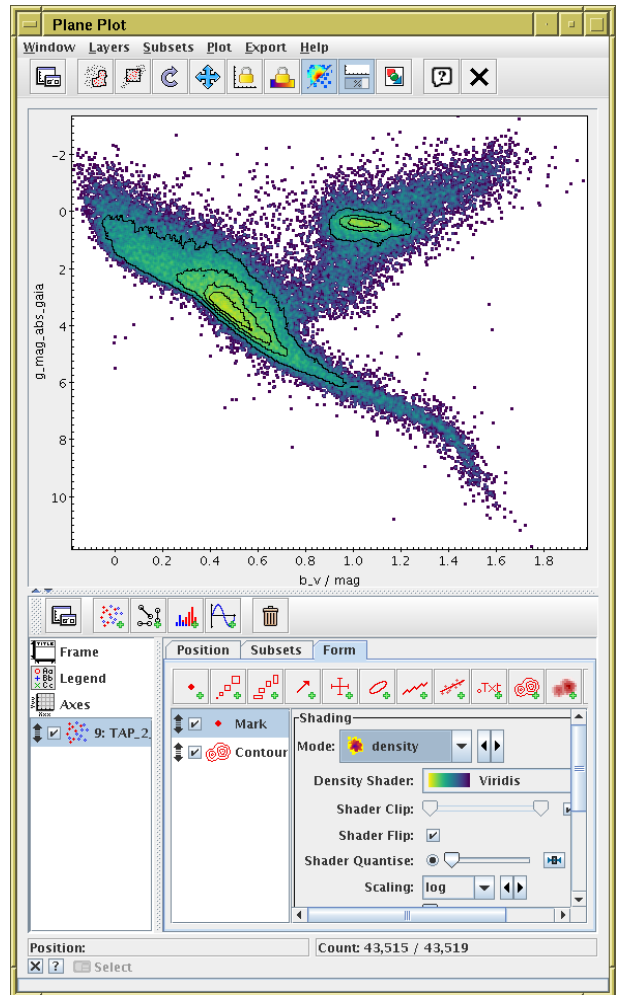 Plane Plot
Window Layers Subsets Plot Export Help
-2
0
2
4
6
8
10
g_mag_abs_gaia
0 0.2 0.4 0.6 0.8 1.0 1.2 1.4 1.6 1.8
b_v / mag
Frame
Legend
Axes
9: TAP_2_
Position Subsets Form
Mark
Contour
Shading
Mode: density
Density Shader: Viridis
Shader Clip:
Shader Flip:
Shader Quantise:
Scaling: log
Position: Count: 43,515 / 43,519
Select